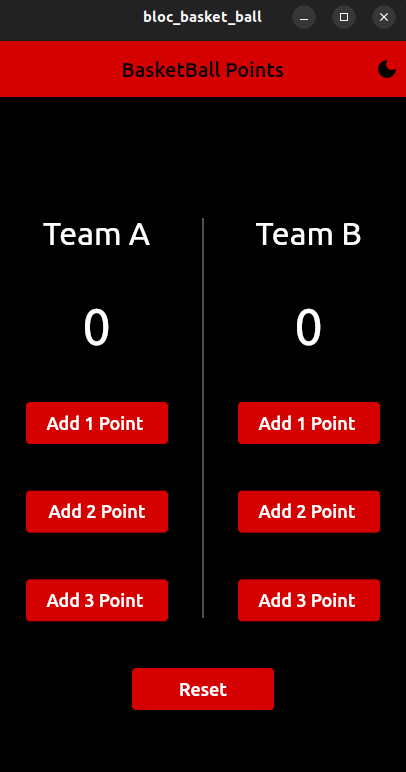 bloc_basket_ball
BasketBall Points
Team A
Team B
0
0
Add 1 Point
Add 1 Point
Add 2 Point
Add 2 Point
Add 3 Point
Add 3 Point
Reset